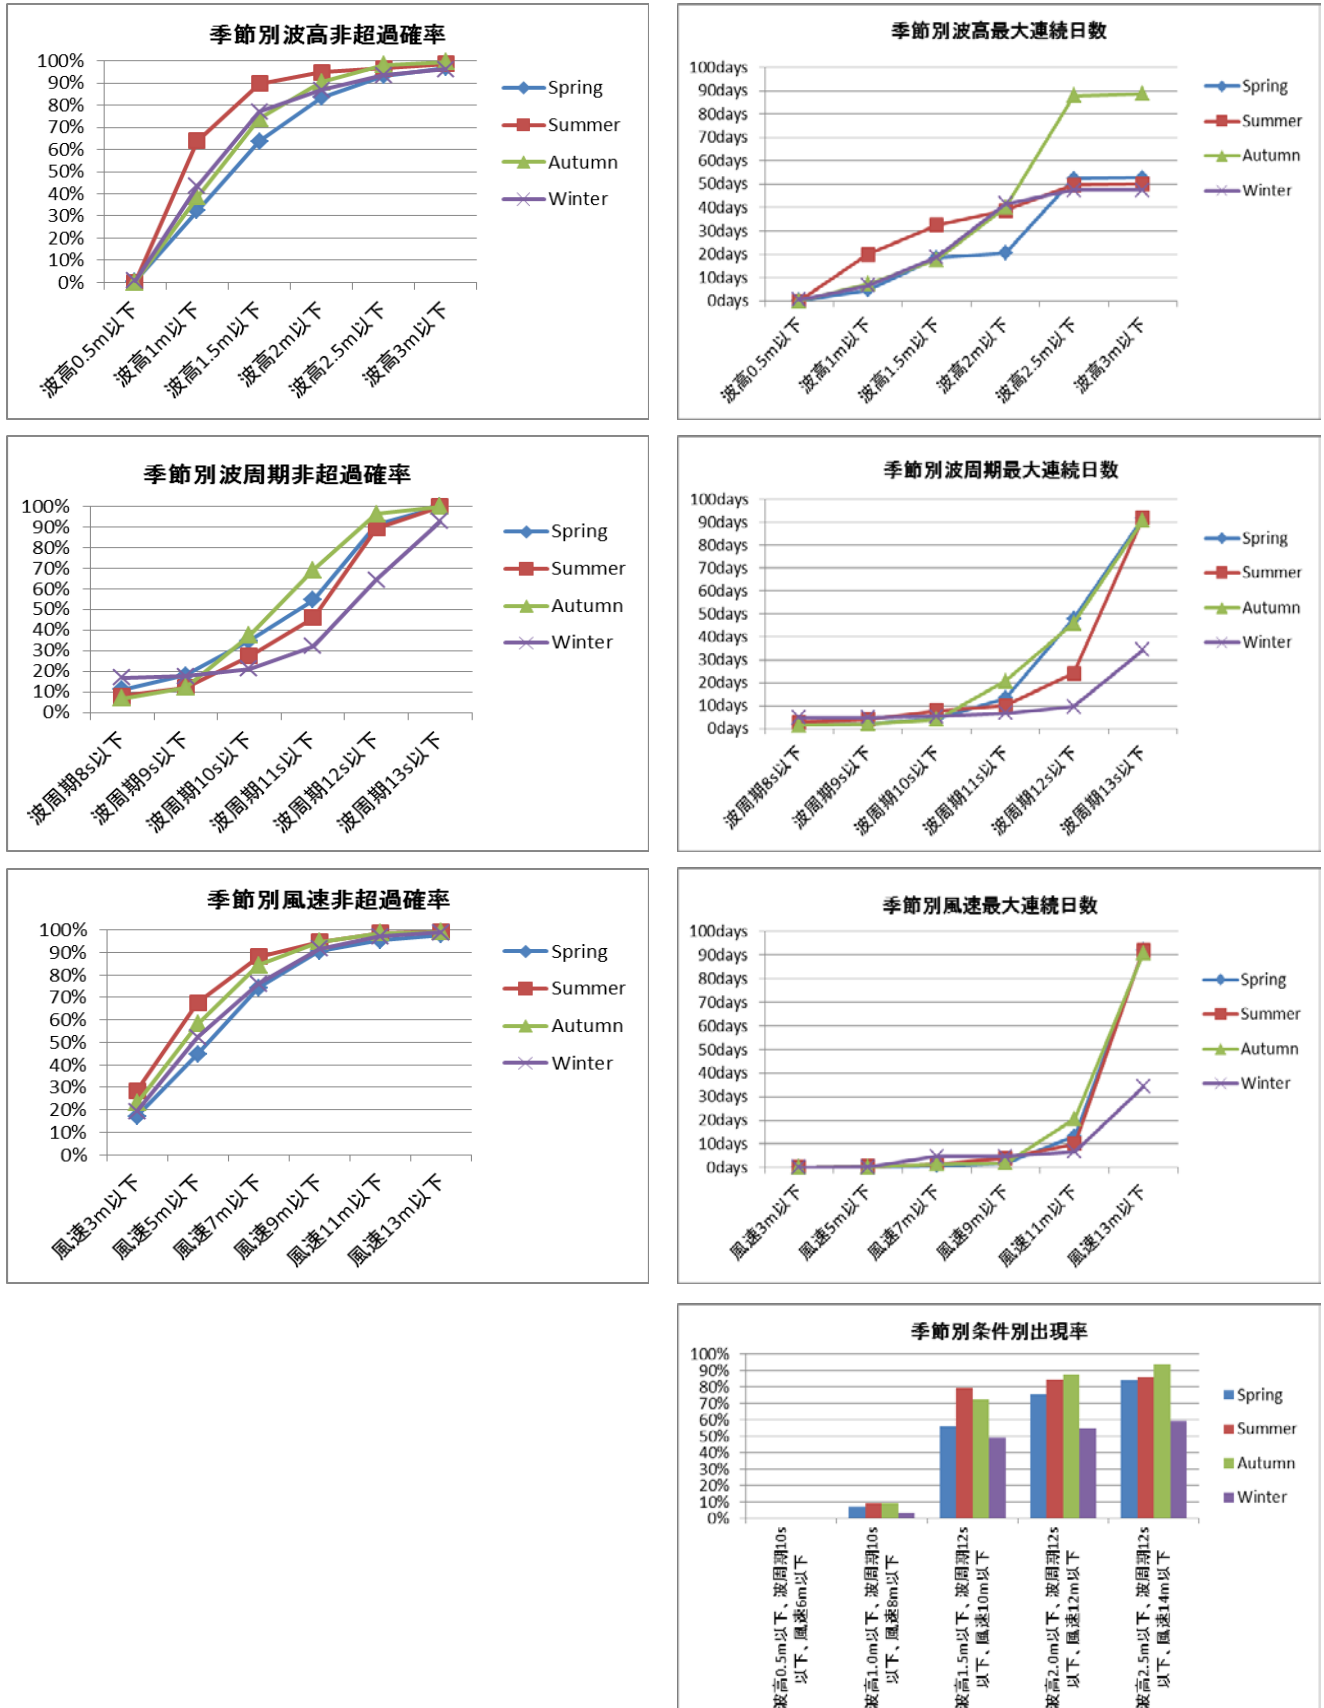 季節別波高非超過確率
100%
90%
80%
70%
60%
50%
40%
30%
20%
10%
0%
波高0.5m以下
波高1m以下
波高1.5m以下
波高2m以下
波高2.5m以下
波高3m以下
Spring
Summer
Autumn
Winter
季節別波高最大連続日数
100days
90days
80days
70days
60days
50days
40days
30days
20days
10days
0days
波高0.5m以下
波高1m以下
波高1.5m以下
波高2m以下
波高2.5m以下
波高3m以下
Spring
Summer
Autumn
Winter
季節別波周期非超過確率
100%
90%
80%
70%
60%
50%
40%
30%
20%
10%
0%
波周期8s以下
波周期9s以下
波周期10s以下
波周期11s以下
波周期12s以下
波周期13s以下
Spring
Summer
Autumn
Winter
季節別波周期最大連続日数
100days
90days
80days
70days
60days
50days
40days
30days
20days
10days
0days
波周期8s以下
波周期9s以下
波周期10s以下
波周期11s以下
波周期12s以下
波周期13s以下
Spring
Summer
Autumn
Winter
季節別風速非超過確率
100%
90%
80%
70%
60%
50%
40%
30%
20%
10%
0%
風速3m以下
風速5m以下
風速7m以下
風速9m以下
風速11m以下
風速13m以下
Spring
Summer
Autumn
Winter
季節別風速最大連続日数
100days
90days
80days
70days
60days
50days
40days
30days
20days
10days
0days
風速3m以下
風速5m以下
風速7m以下
風速9m以下
風速11m以下
風速13m以下
Spring
Summer
Autumn
Winter
季節別条件別出現率
100%
90%
80%
70%
60%
50%
40%
30%
20%
10%
0%
波高0.5m以下、波周期10s
以下、風速6m以下
波高1.0m以下、波周期10s
以下、風速8m以下
波高1.5m以下、波周期12s
以下、風速10m以下
波高2.0m以下、波周期12s
以下、風速12m以下
波高2.5m以下、波周期12s
以下、風速14m以下
Spring
Summer
Autumn
Winter